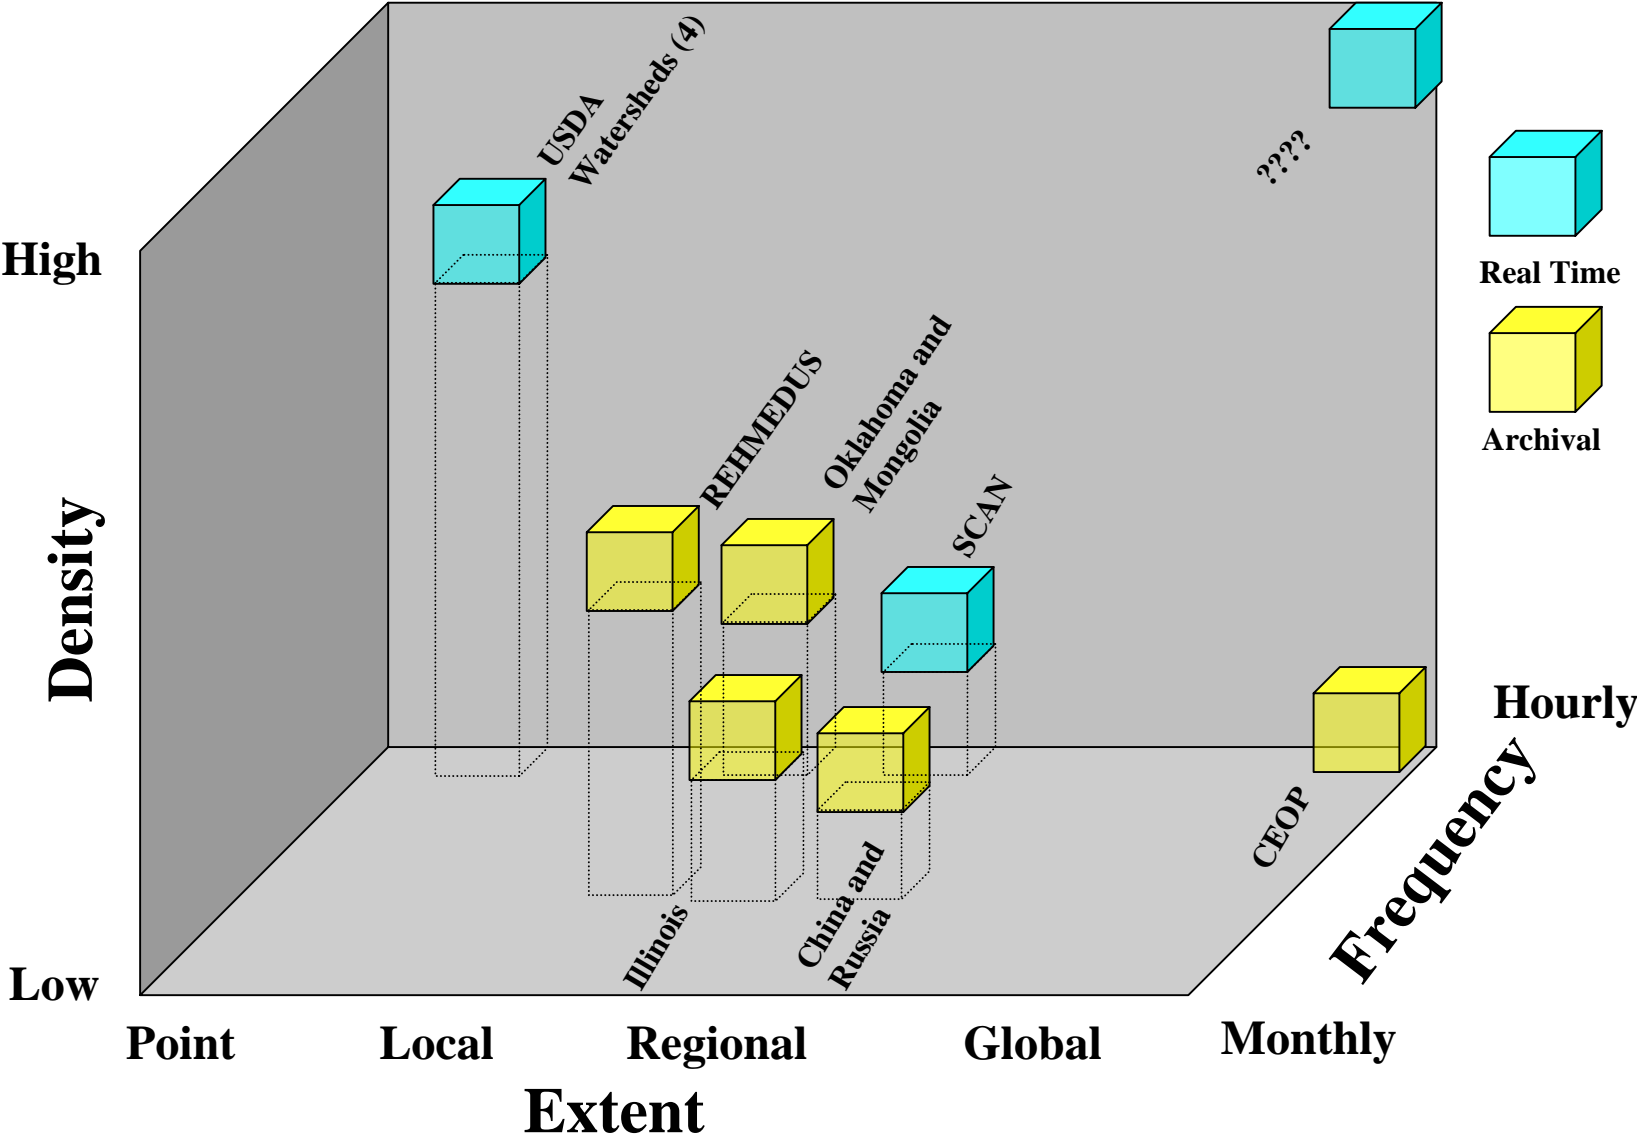 USDA
Watersheds (4)
????
High
Real Time
Oklahoma and
Mongolia
REHMEDUS
Archival
SCAN
Density
Hourly
CEOP
Frequency
Illinois
China and
Russia
Low
Point
Local
Regional
Global
Monthly
Extent